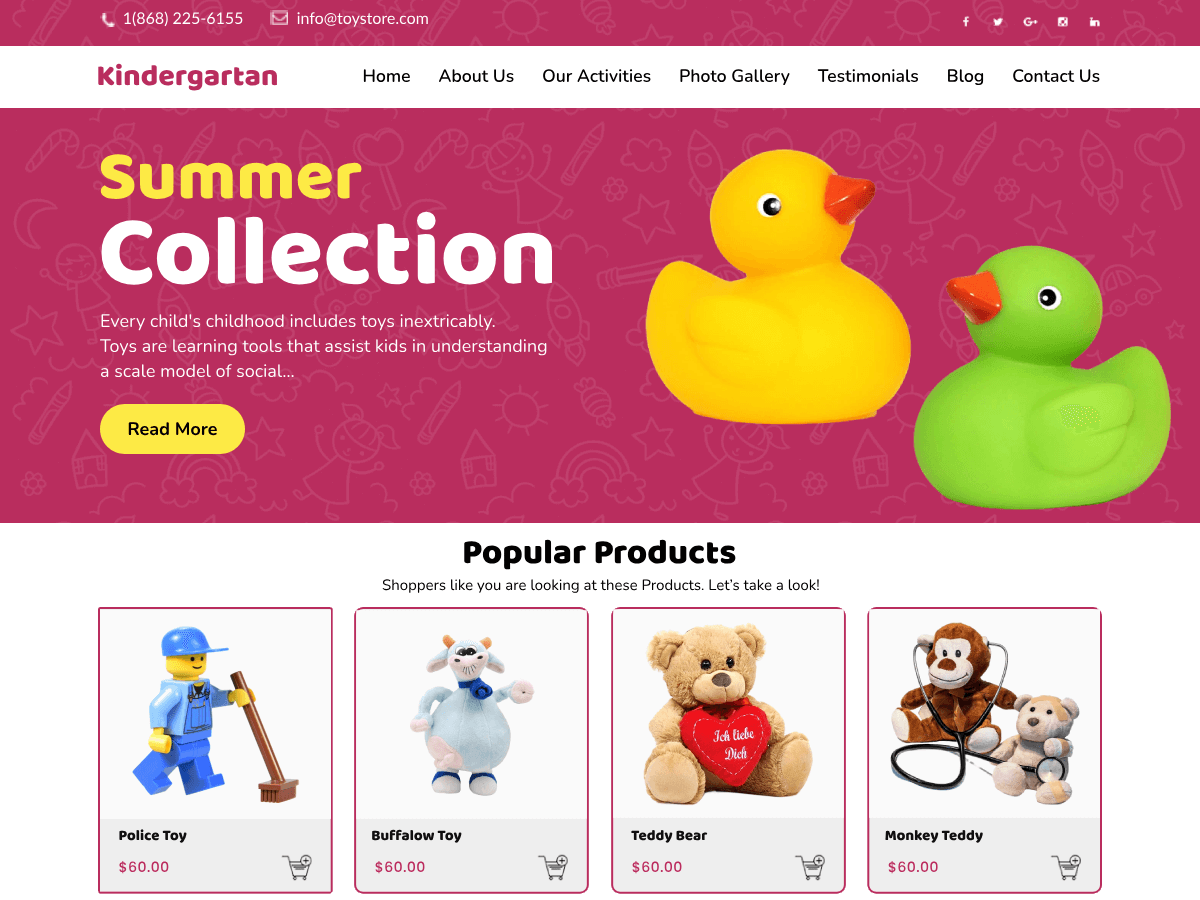 1(868) 225-6155 info@toystore.com
Kindergartan Home About Us Our Activities Photo Gallery Testimonials Blog Contact Us
Summer
Collection
Every child's childhood includes toys inextricably.
Toys are learning tools that assist kids in understanding
a scale model of social...
Read More
Popular Products
Shoppers like you are looking at these Products. Let’s take a look!
Ich liebe
Dich
Police Toy Buffalow Toy Teddy Bear Monkey Teddy
$60.00 $60.00 $60.00 $60.00